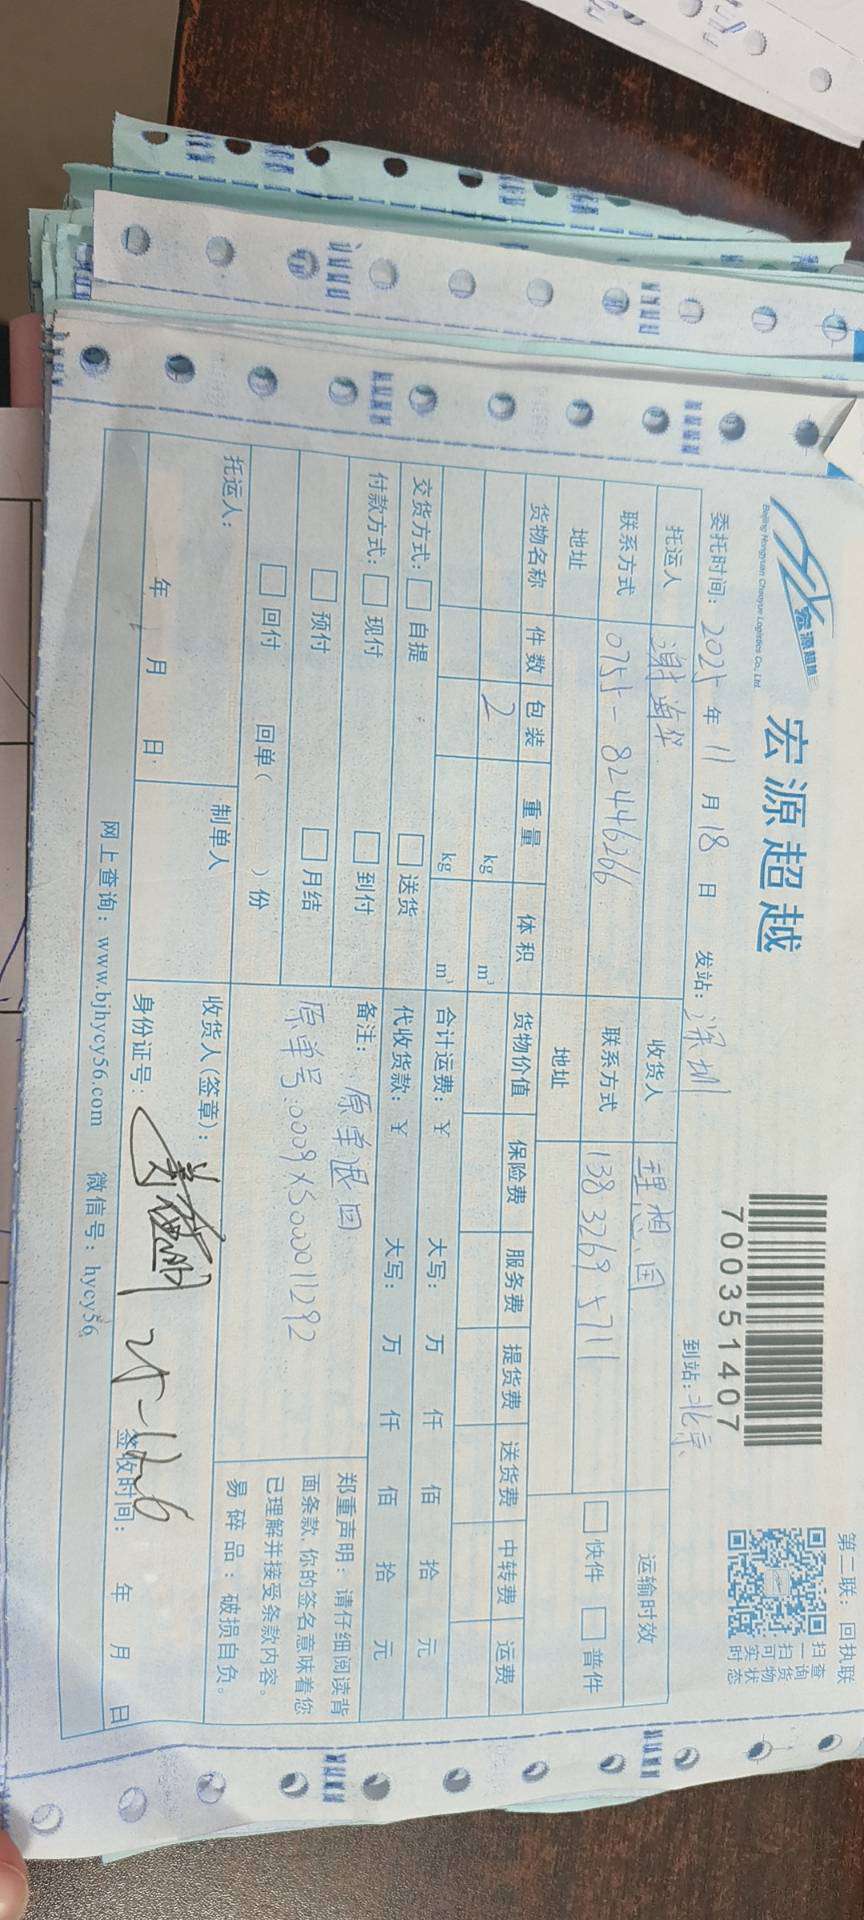 宏源超越
Beijing Hongyuan Chaoyue Logistics Co., Ltd.
宏源超越
700351407
第二联：回执联
扫一扫
查询货物
可实时状态
委托时间：2025年11月18日 发站：深圳 到站：北京
托运人 收货人 理想国 运输时效
联系方式 0755-82446266 联系方式 13832695711 快件 普件
地址 地址
货物名称 件数 包装 重量 体积 货物价值 保险费 服务费 提货费 送货费 中转费 运费
2 kg m³
kg m³
交货方式： 自提 送货 合计运费：￥ 大写： 万 仟 佰 拾 元
付款方式： 现付 到付 代收货款：￥ 大写： 万 仟 佰 拾 元
预付 月结
回付 回单（ ）份
备注： 原单退回
原单号:0009XS000011292
郑重声明：请仔细阅读背
面条款，你的签名意味着您
已理解并接受条款内容。
易碎品：破损自负。
托运人： 制单人 收货人(签章)：
年 月 日 身份证号： 签收时间： 年 月 日
网上查询：www.bjhycy56.com 微信号：hycy56